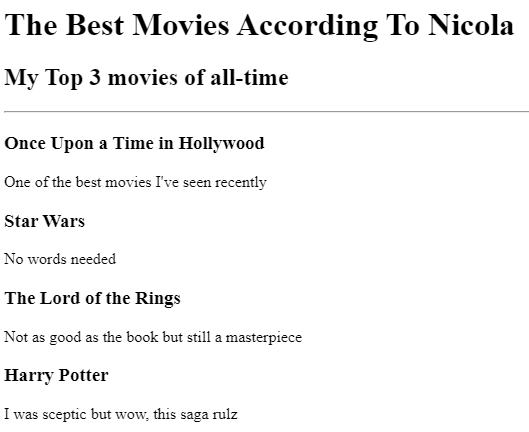 The Best Movies According To Nicola
My Top 3 movies of all-time
Once Upon a Time in Hollywood
One of the best movies I've seen recently
Star Wars
No words needed
The Lord of the Rings
Not as good as the book but still a masterpiece
Harry Potter
I was sceptic but wow, this saga rulz